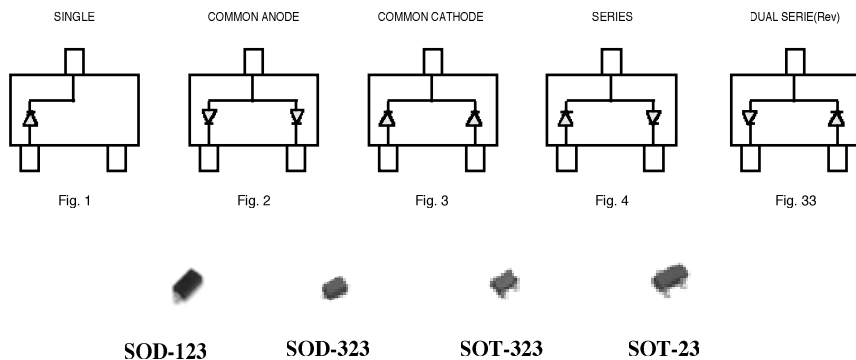 SINGLE COMMON ANODE COMMON CATHODE SERIES DUAL SERIE(Rev)
Fig. 1 Fig. 2 Fig. 3 Fig. 4 Fig. 33
SOD-123 SOD-323 SOT-323 SOT-23